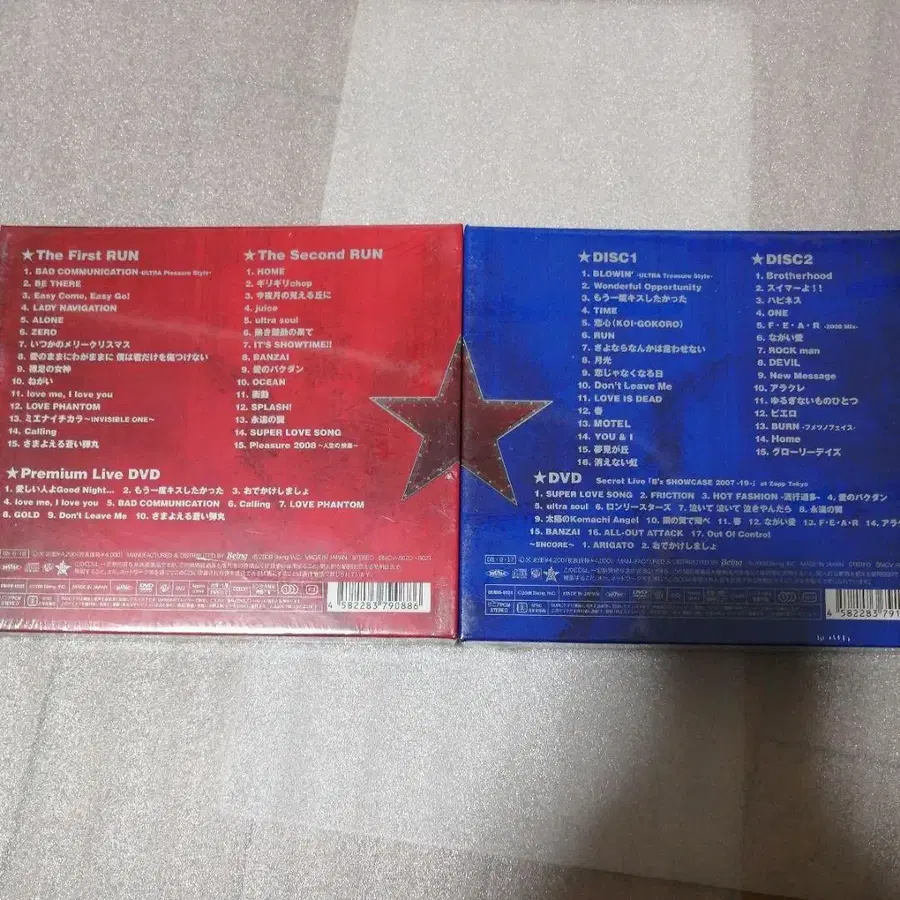 ★The First RUN
1. BAD COMMUNICATION -ULTRA Pleasure Style-
2. BE THERE
3. Easy Come, Easy Go!
4. LADY NAVIGATION
5. ALONE
6. ZERO
7. いつかのメリークリスマス
8. 愛のままにわがままに 僕は君だけを傷つけない
9. 裸足の女神
10. ねがい
11. love me, I love you
12. LOVE PHANTOM
13. ミエナイチカラ〜INVISIBLE ONE〜
14. Calling
15. さまよえる蒼い弾丸
★The Second RUN
1. HOME
2. ギリギリchop
3. 今夜月の見える丘に
4. juice
5. ultra soul
6. 熱き鼓動の果て
7. IT'S SHOWTIME!!
8. BANZAI
9. 愛のバクダン
10. OCEAN
11. 衝動
12. SPLASH!
13. 永遠の翼
14. SUPER LOVE SONG
15. Pleasure 2008〜人生の快楽〜
★Premium Live DVD
1. 愛しい人よGood Night... 2. もう一度キスしたかった 3. おでかけしましょ
4. love me, I love you 5. BAD COMMUNICATION 6. Calling 7. LOVE PHANTOM
8. GOLD 9. Don't Leave Me 10. さまよえる蒼い弾丸
MANUFACTURED & DISTRIBUTED BY Being
4 582283 790886
★DISC1
1. BLOWIN' -ULTRA Treasure Style-
2. Wonderful Opportunity
3. もう一度キスしたかった
4. TIME
5. 恋心(KOI-GOKORO)
6. RUN
7. さよならなんかは言わせない
8. 月光
9. 恋じゃなくなる日
10. Don't Leave Me
11. LOVE IS DEAD
12. 春
13. MOTEL
14. YOU & I
15. 夢見が丘
16. 消えない虹
★DISC2
1. Brotherhood
2. スイマーよ!!
3. ハピネス
4. ONE
5. F・E・A・R -2008 Mix-
6. ながい愛
7. ROCK man
8. DEVIL
9. New Message
10. アラクレ
11. ゆるぎないものひとつ
12. ピエロ
13. BURN -フメツノフェイス-
14. Home
15. グローリーデイズ
★DVD Secret Live「B'z SHOWCASE 2007 -19-」at Zepp Tokyo
1. SUPER LOVE SONG 2. FRICTION 3. HOT FASHION -流行過多- 4. 愛のバクダン
5. ultra soul 6. ロンリースターズ 7. 泣いて 泣いて 泣きやんだら 8. 永遠の翼
9. 太陽のKomachi Angel 10. 鋼の翼で飛べ 11. 春 12. ながい愛 13. F・E・A・R 14. アラ
15. BANZAI 16. ALL-OUT ATTACK 17. Out Of Control
〜ENCORE〜 1. ARIGATO 2. おでかけしましょ
MANUFACTURED & DISTRIBUTED BY Being
4 582283 791